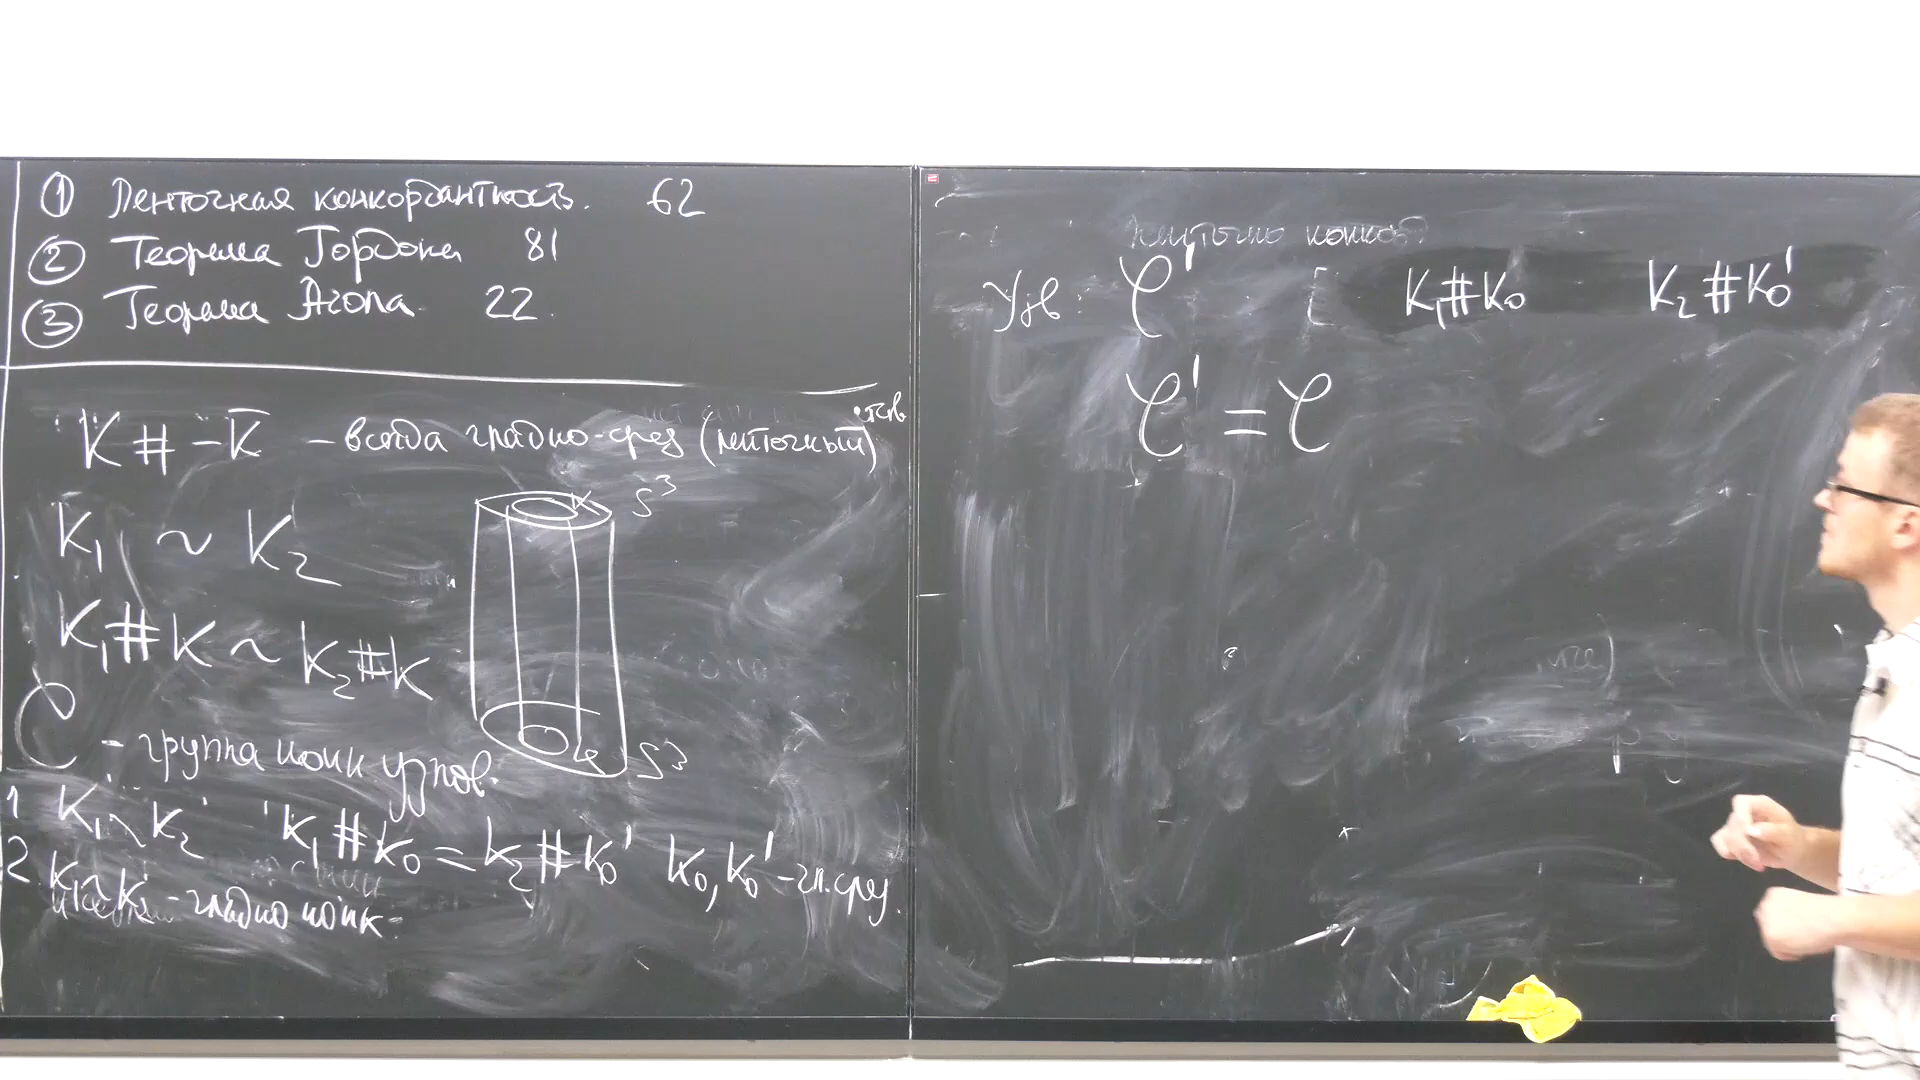 ① Ленточная конкордантность. 62
② Теорема Гордона 81
③ Теорема Агола 22.
K # -K̅ - всегда гладко-срез (ленточный)
K₁ ~ K₂
S³
K₁#K ~ K₂#K
S³
C - группа конк узлов.
1 K₁ ~ K₂ K₁#K₀ = K₂#K₀' K₀, K₀' - гл.срез.
2 K₁~K₂ - гладко конк.
Утв: C' K₁#K₀ K₂#K₀'
C' = C